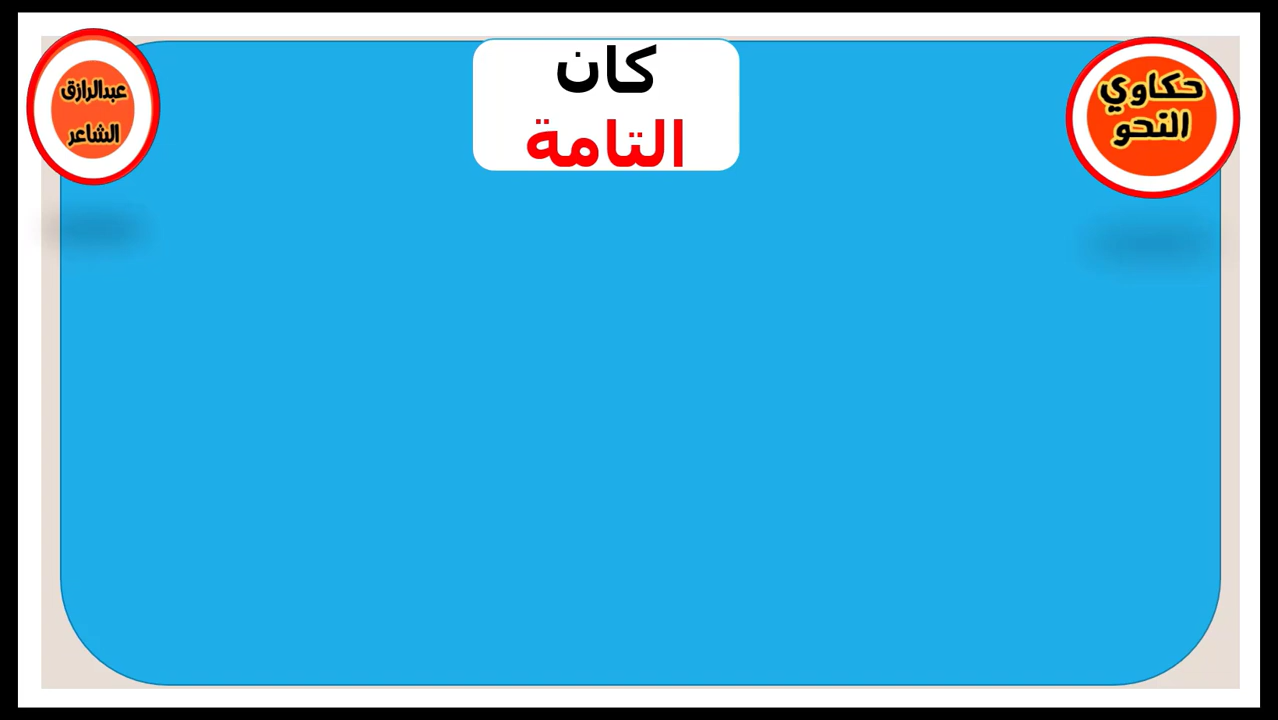 حكاوي
النحو
كان
التامة
عبدالرازق
الشاعر